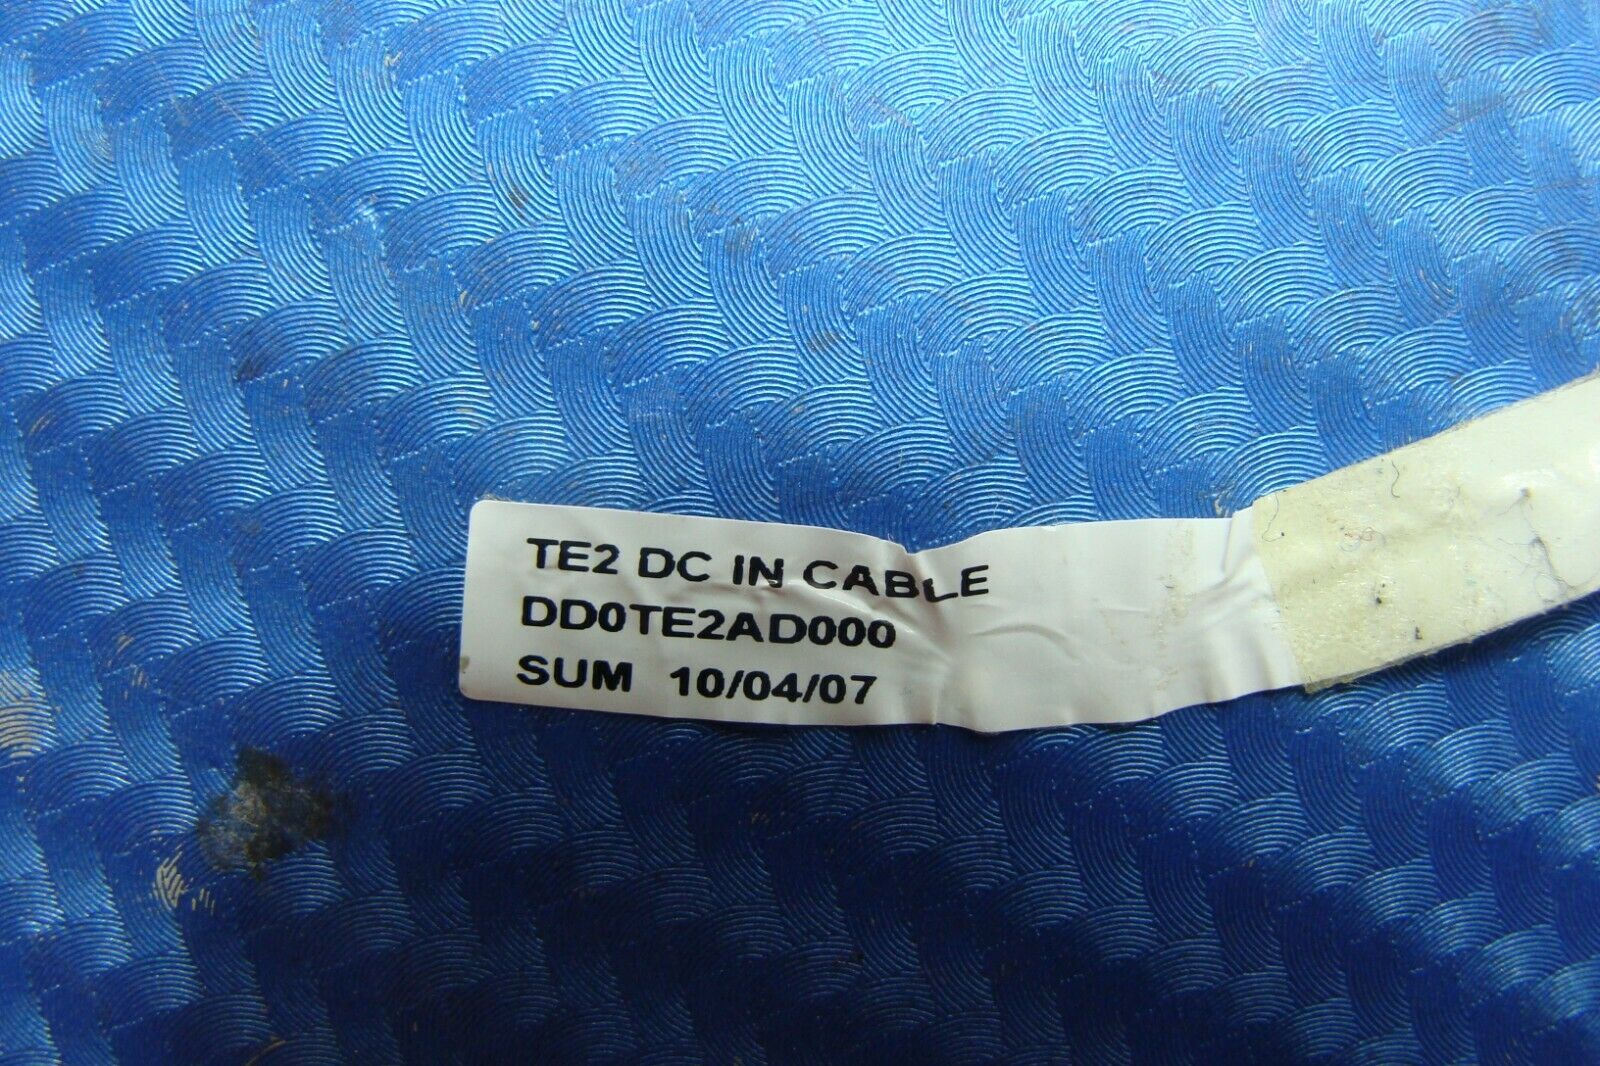 TE2 DC IN CABLE
DD0TE2AD000
SUM 10/04/07